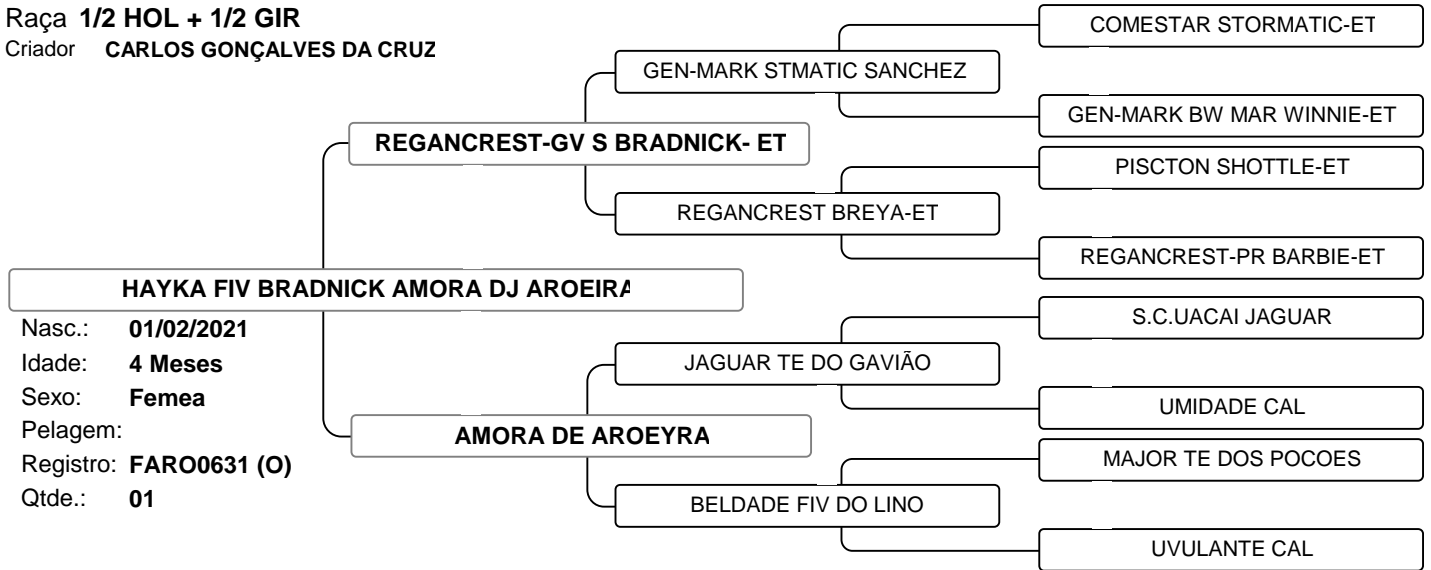 Raça 1/2 HOL + 1/2 GIR
Criador CARLOS GONÇALVES DA CRUZ
COMESTAR STORMATIC-ET
GEN-MARK STMATIC SANCHEZ
GEN-MARK BW MAR WINNIE-ET
REGANCREST-GV S BRADNICK- ET
PISCTON SHOTTLE-ET
REGANCREST BREYA-ET
REGANCREST-PR BARBIE-ET
HAYKA FIV BRADNICK AMORA DJ AROEIRA
Nasc.: 01/02/2021
Idade: 4 Meses
Sexo: Femea
Pelagem:
Registro: FARO0631 (O)
Qtde.: 01
S.C.UACAI JAGUAR
JAGUAR TE DO GAVIÃO
UMIDADE CAL
AMORA DE AROEYRA
MAJOR TE DOS POCOES
BELDADE FIV DO LINO
UVULANTE CAL